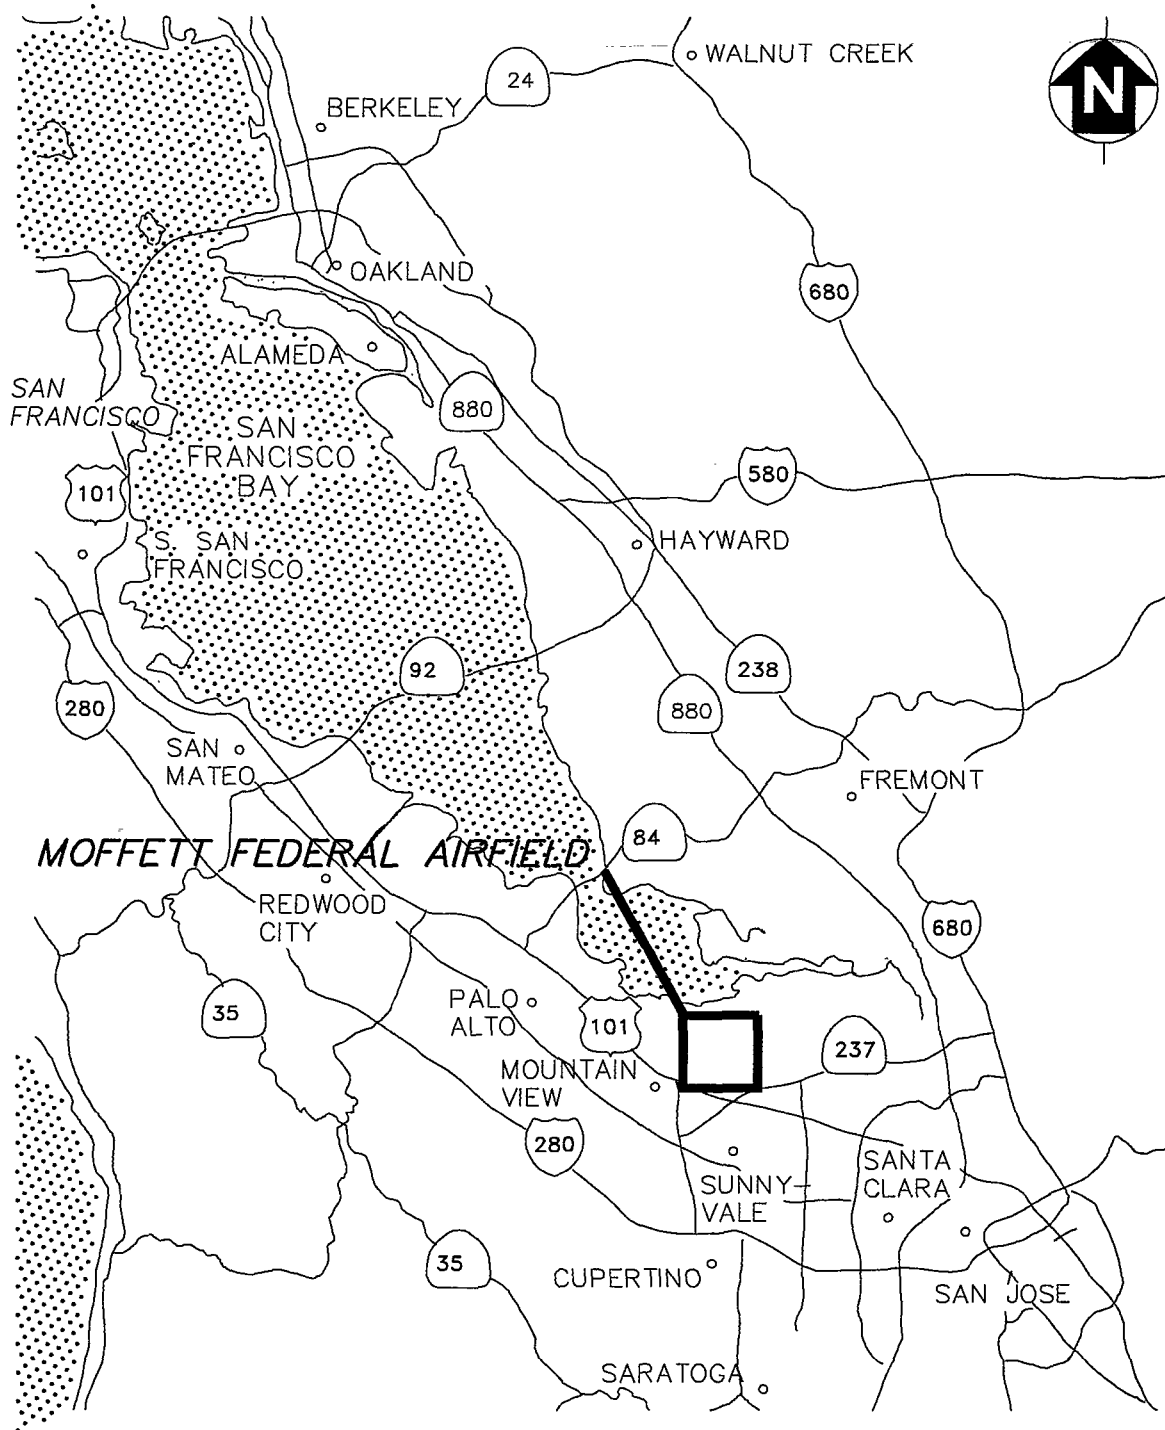 WALNUT CREEK
N
24
BERKELEY
OAKLAND
680
ALAMEDA
SAN
FRANCISCO
880
SAN
FRANCISCO
BAY
580
101
S. SAN
FRANCISCO
HAYWARD
92
238
280
880
SAN
MATEO
FREMONT
84
MOFFETT FEDERAL AIRFIELD
REDWOOD
CITY
680
35
PALO
ALTO
101
237
MOUNTAIN
VIEW
280
SANTA
CLARA
SUNNY-
VALE
35
CUPERTINO
SAN JOSE
SARATOGA